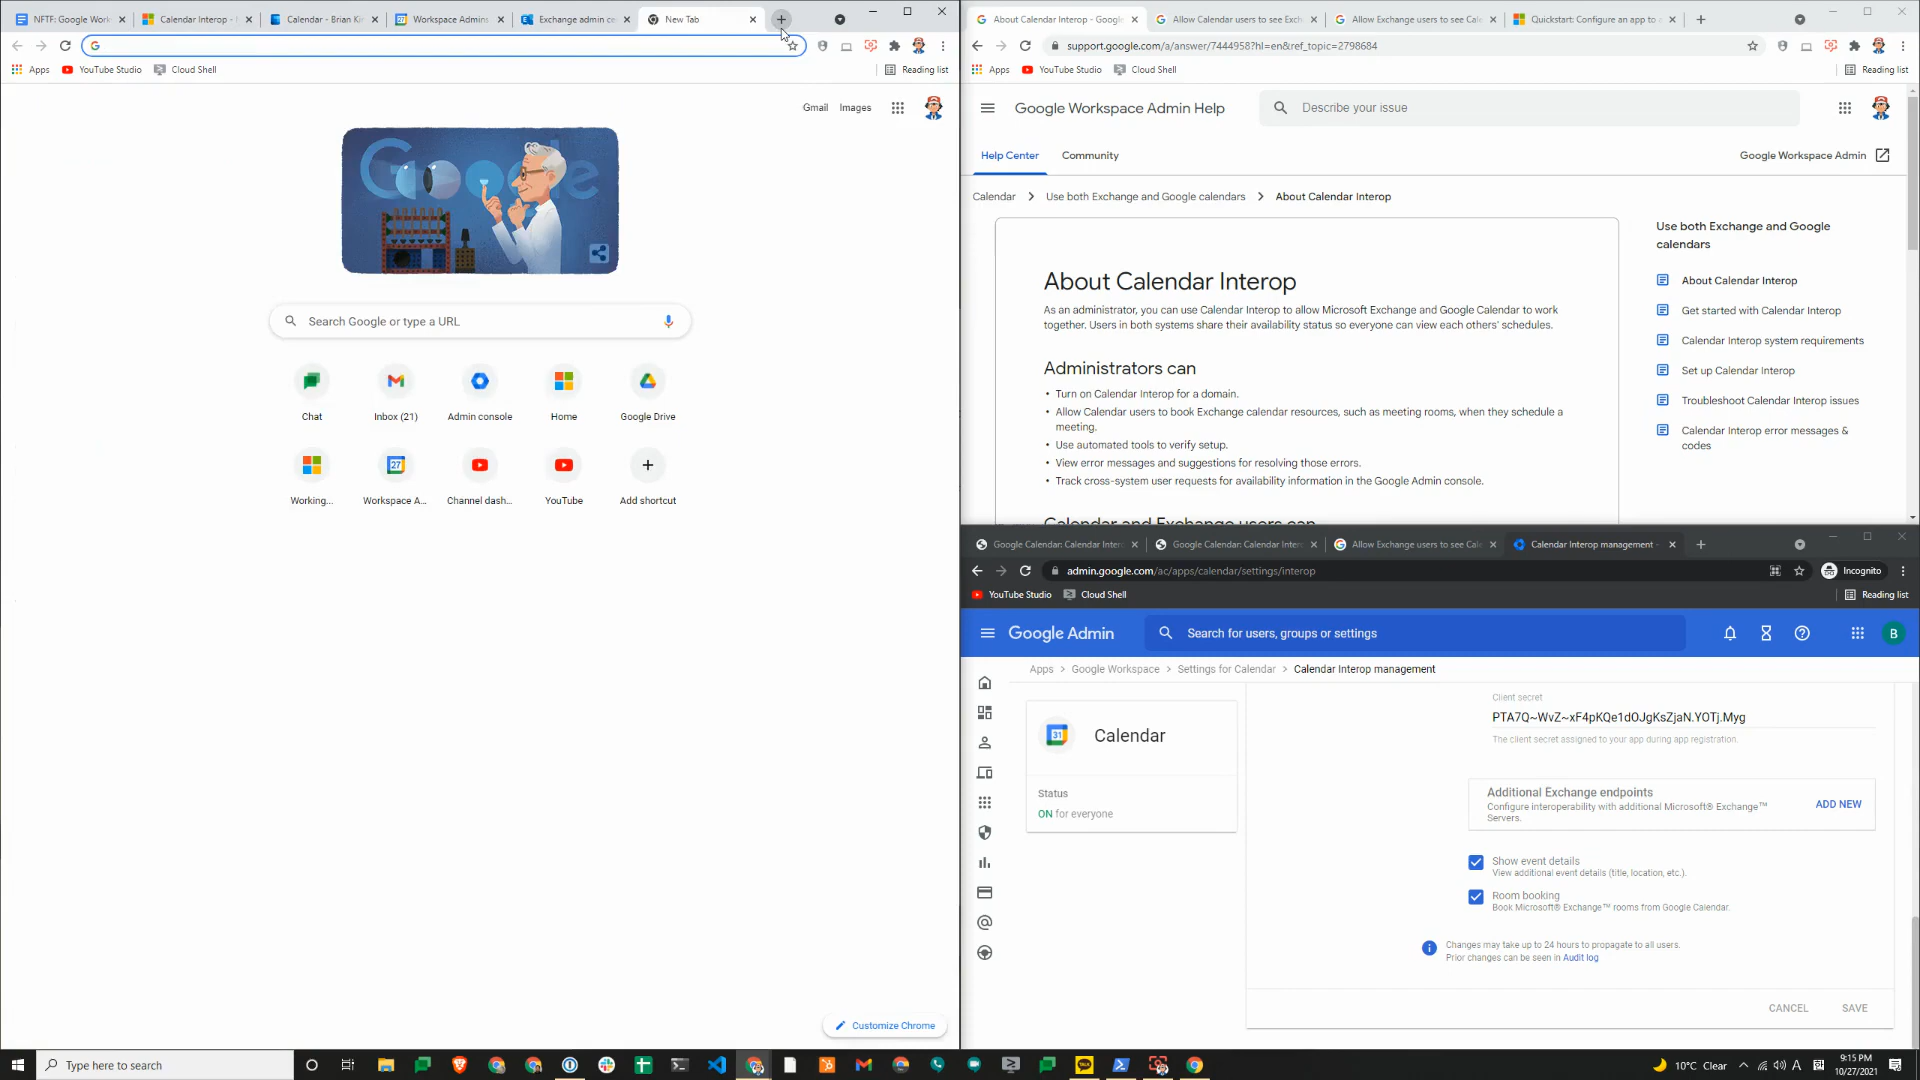 NFTF: Google Work
Calendar Interop -
Calendar - Brian Ki
Workspace Admins
Exchange admin ce
New Tab
Apps
YouTube Studio
Cloud Shell
Reading list
Gmail
Images
Google
Search Google or type a URL
Chat
Inbox (21)
Admin console
Home
Google Drive
Working...
Workspace A...
Channel dash...
YouTube
Add shortcut
Customize Chrome
About Calendar Interop - Google
Allow Calendar users to see Exch
Allow Exchange users to see Cale
Quickstart: Configure an app to
support.google.com/a/answer/7444958?hl=en&ref_topic=2798684
Apps
YouTube Studio
Cloud Shell
Reading list
Google Workspace Admin Help
Describe your issue
Help Center
Community
Google Workspace Admin
Calendar
Use both Exchange and Google calendars
About Calendar Interop
About Calendar Interop
As an administrator, you can use Calendar Interop to allow Microsoft Exchange and Google Calendar to work
together. Users in both systems share their availability status so everyone can view each others' schedules.
Administrators can
• Turn on Calendar Interop for a domain.
• Allow Calendar users to book Exchange calendar resources, such as meeting rooms, when they schedule a
meeting.
• Use automated tools to verify setup.
• View error messages and suggestions for resolving those errors.
• Track cross-system user requests for availability information in the Google Admin console.
Calendar and Exchange users can
Use both Exchange and Google
calendars
About Calendar Interop
Get started with Calendar Interop
Calendar Interop system requirements
Set up Calendar Interop
Troubleshoot Calendar Interop issues
Calendar Interop error messages &
codes
Google Calendar: Calendar Inter
Google Calendar: Calendar Inter
Allow Exchange users to see Cal
Calendar Interop management -
admin.google.com/ac/apps/calendar/settings/interop
Incognito
YouTube Studio
Cloud Shell
Reading list
Google Admin
Search for users, groups or settings
B
Apps > Google Workspace > Settings for Calendar > Calendar Interop management
31
Calendar
Status
ON for everyone
Client secret
PTA7Q~WvZ~xF4pKQe1dOJgKsZjaN.YOTj.Myg
The client secret assigned to your app during app registration.
Additional Exchange endpoints
Configure interoperability with additional Microsoft® Exchange™
Servers.
ADD NEW
Show event details
View additional event details (title, location, etc.).
Room booking
Book Microsoft® Exchange™ rooms from Google Calendar.
Changes may take up to 24 hours to propagate to all users.
Prior changes can be seen in Audit log
CANCEL
SAVE
Type here to search
10°C Clear
A
9:15 PM
10/27/2021